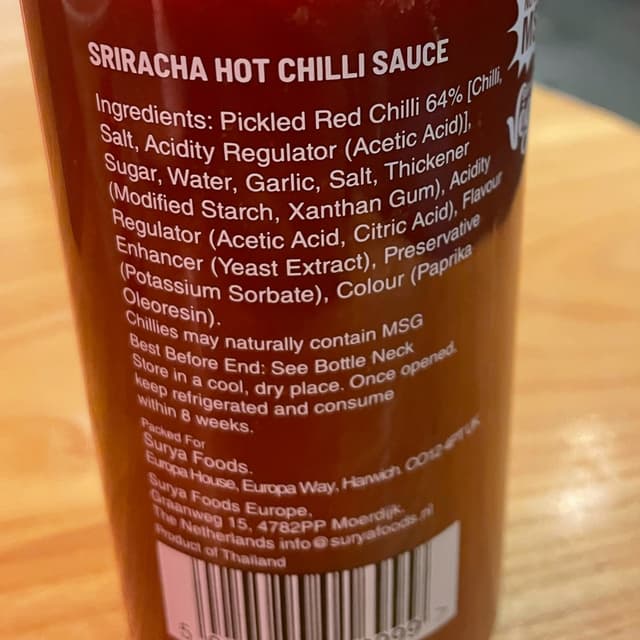 SRIRACHA HOT CHILLI SAUCE
Ingredients: Pickled Red Chilli 64% [Chilli,
Salt, Acidity Regulator (Acetic Acid)],
Sugar, Water, Garlic, Salt, Thickener
(Modified Starch, Xanthan Gum), Acidity
Regulator (Acetic Acid, Citric Acid), Flavour
Enhancer (Yeast Extract), Preservative
(Potassium Sorbate), Colour (Paprika
Oleoresin).
Chillies may naturally contain MSG
Best Before End: See Bottle Neck
Store in a cool, dry place. Once opened,
keep refrigerated and consume
within 8 weeks.
Packed For
Surya Foods.
Europa House, Europa Way, Harwich. CO12 4PT UK
Surya Foods Europe,
Graanweg 15, 4782PP Moerdijk,
The Netherlands info@suryafoods.nl
Product of Thailand